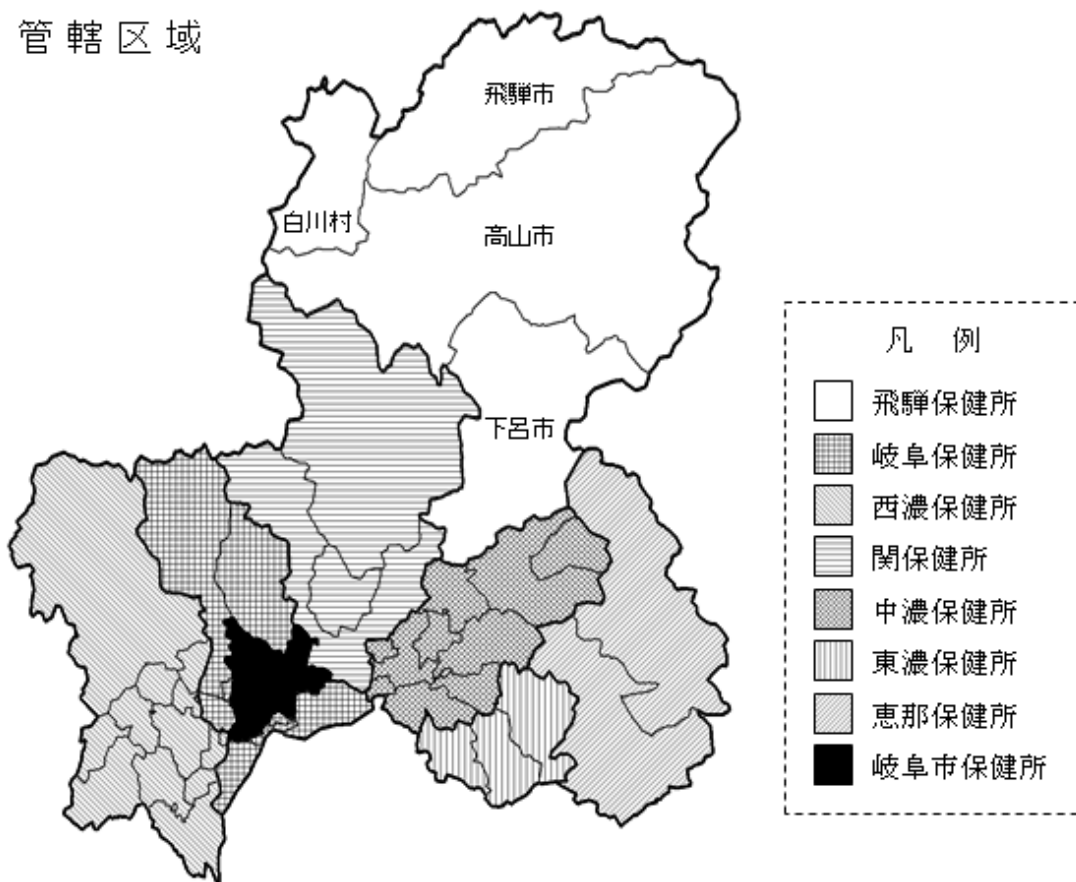 管轄区域
飛騨市
白川村
高山市
下呂市
凡 例
飛騨保健所
岐阜保健所
西濃保健所
関保健所
中濃保健所
東濃保健所
恵那保健所
岐阜市保健所